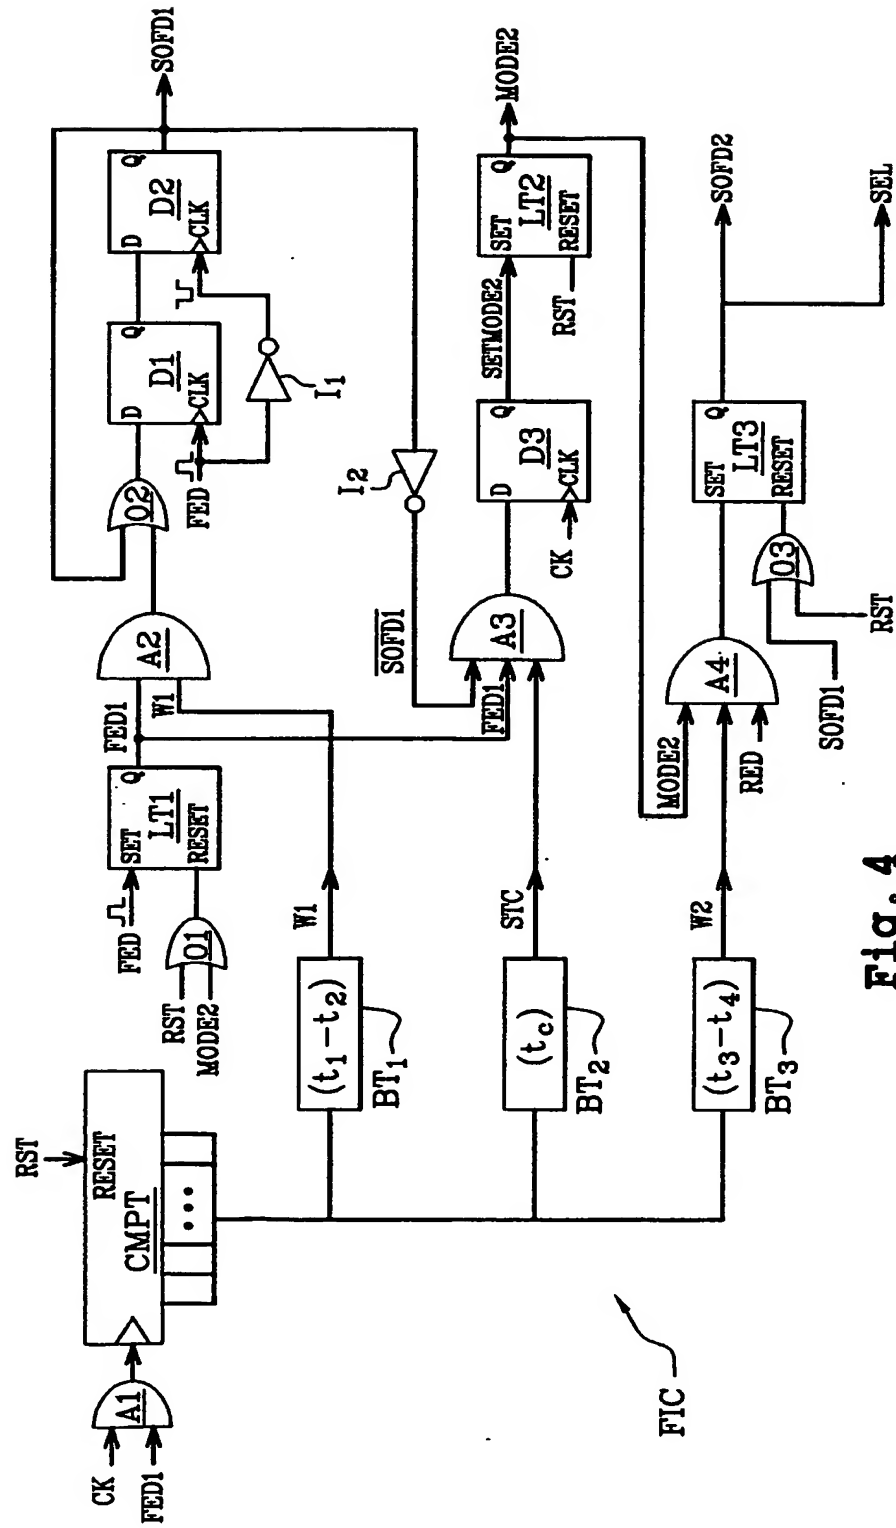 CK
FED1
A1
RST
RESET
CMPT
...
RST
MODE2
O1
FED
SET
LT1
RESET
Q
FED1
W1
A2
O2
FED
D
D1
CLK
Q
I1
D
D2
CLK
Q
SOFD1
(t1-t2)
BT1
W1
I2
SOFD1
FED1
A3
CK
D
D3
CLK
Q
SETMODE2
SET
LT2
RESET
Q
RST
MODE2
(tc)
BT2
STC
(t3-t4)
BT3
W2
MODE2
RED
A4
SOFD1
RST
O3
SET
LT3
RESET
Q
SOFD2
SEL
FIC
Fig. 4